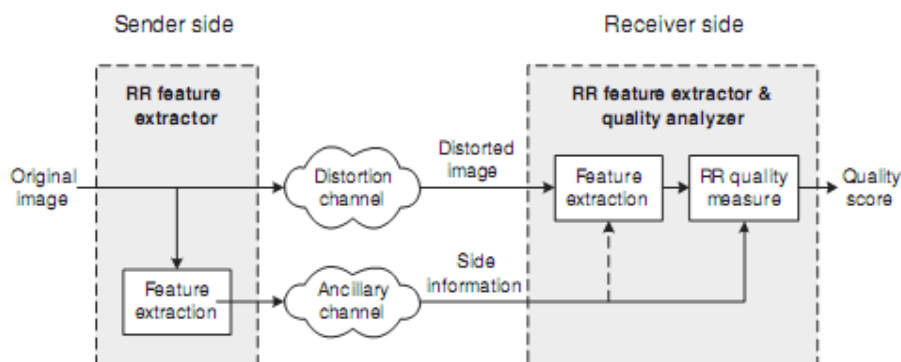 Sender side
Receiver side
RR feature
extractor
RR feature extractor &
quality analyzer
Original
image
Distortion
channel
Distorted
image
Feature
extraction
RR quality
measure
Quality
score
Feature
extraction
Ancillary
channel
Side
information